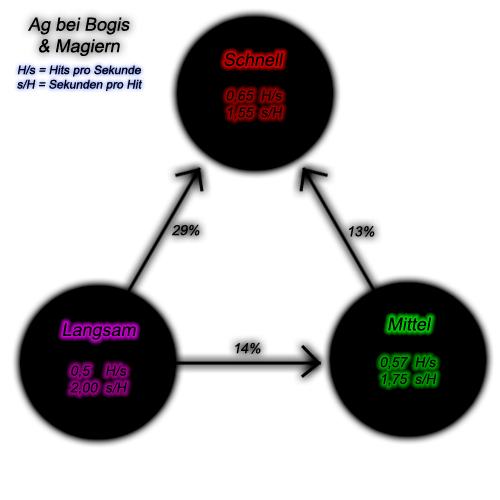 Ag bei Bogis
& Magiern
H/s = Hits pro Sekunde
s/H = Sekunden pro Hit
Schnell
0,65 H/s
1,55 s/H
29%
13%
Langsam
0,5 H/s
2,00 s/H
14%
Mittel
0,57 H/s
1,75 s/H